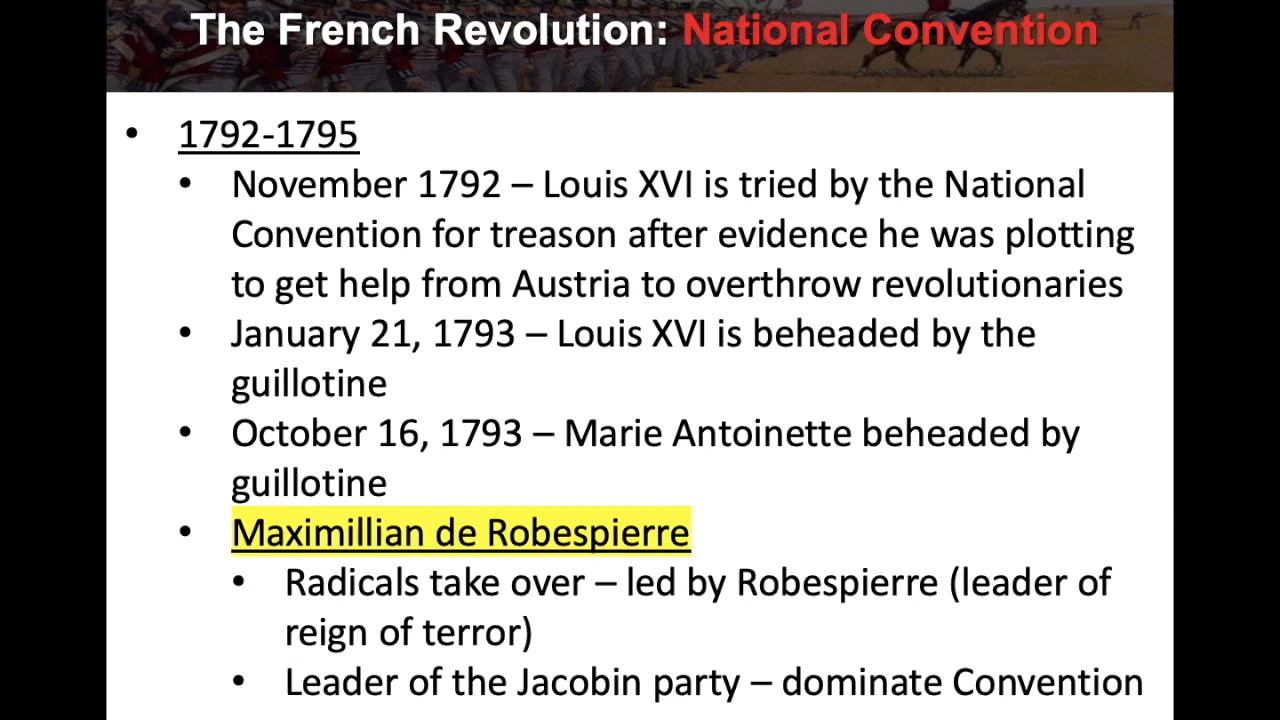 The French Revolution: National Convention
• 1792-1795
• November 1792 – Louis XVI is tried by the National
Convention for treason after evidence he was plotting
to get help from Austria to overthrow revolutionaries
• January 21, 1793 – Louis XVI is beheaded by the
guillotine
• October 16, 1793 – Marie Antoinette beheaded by
guillotine
• Maximillian de Robespierre
• Radicals take over – led by Robespierre (leader of
reign of terror)
• Leader of the Jacobin party – dominate Convention